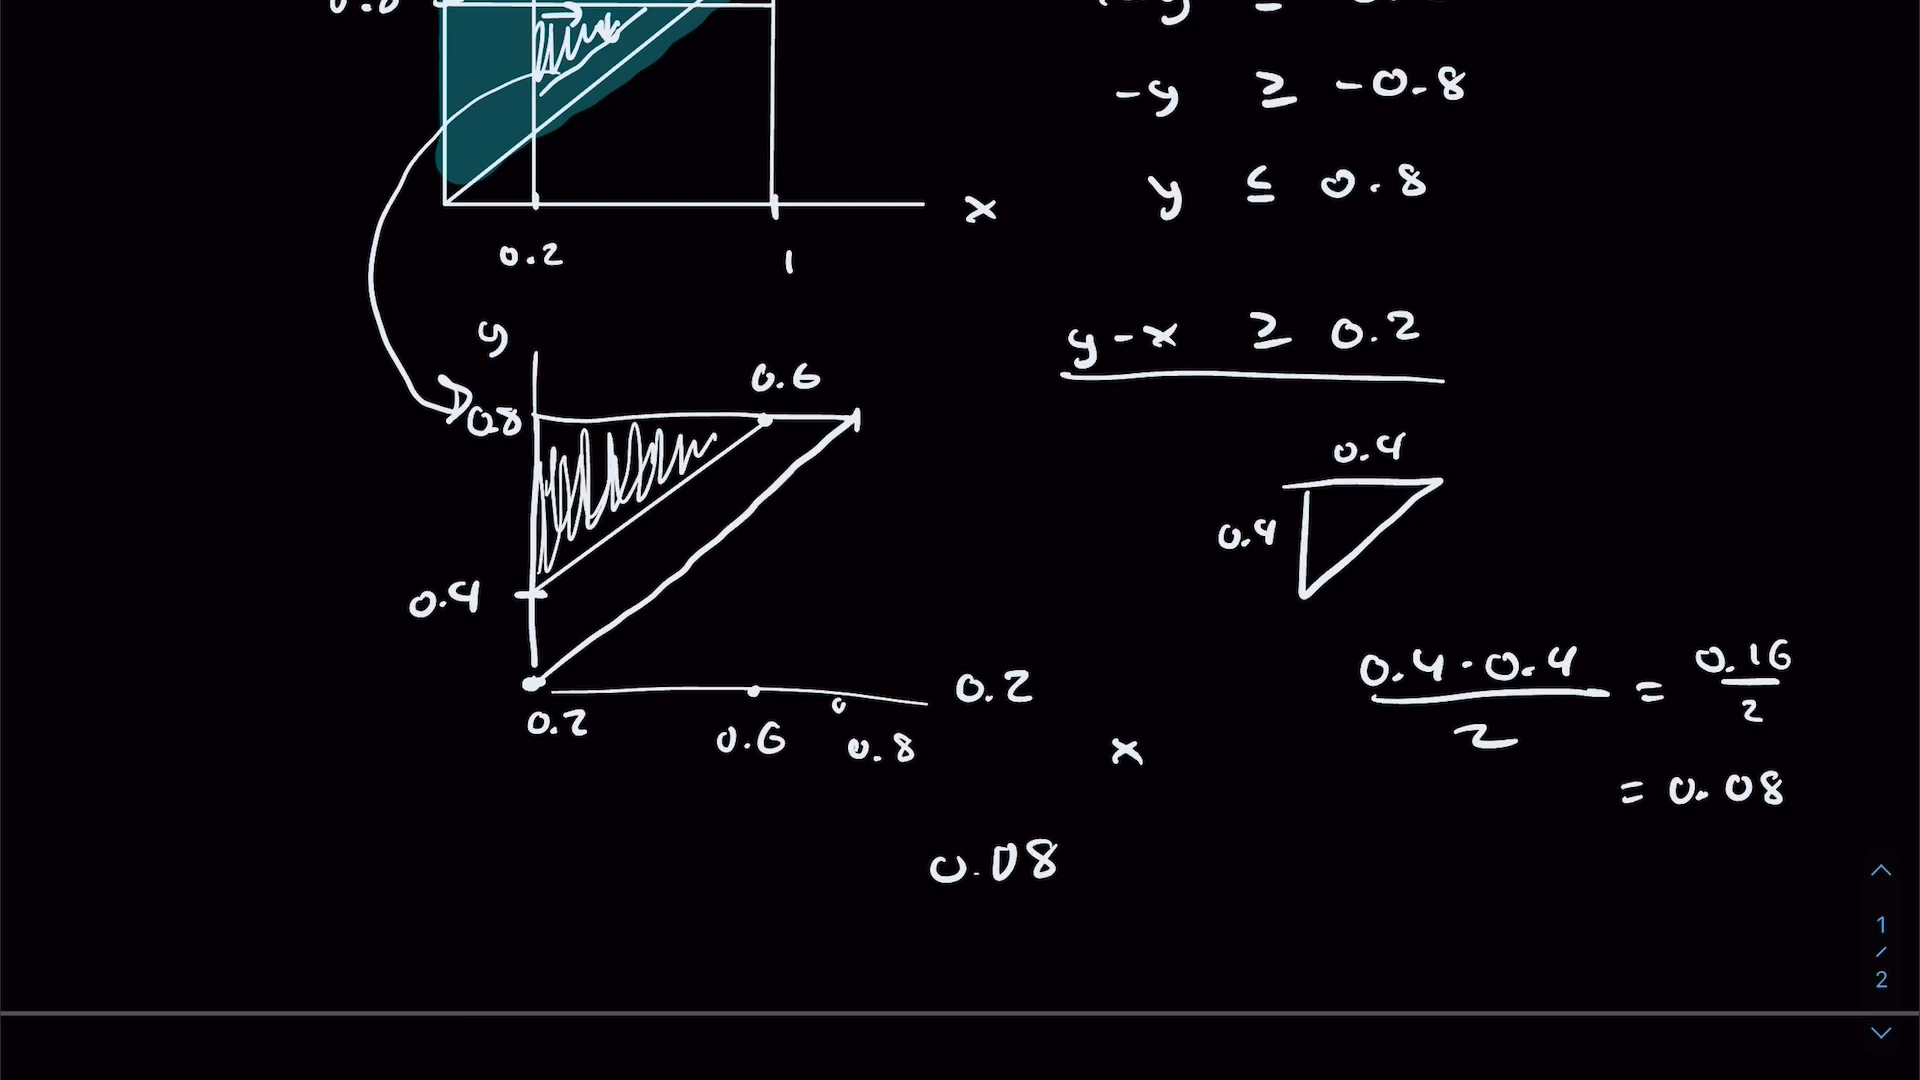 -y ≥ -0.8
y ≤ 0.8
x
0.2 1
y - x ≥ 0.2
y
0.6
0.8
0.4
0.4
0.4
0.2
0.2 0.6 0.8
x
0.4 · 0.4 / 2 = 0.16 / 2
= 0.08
0.08
1
/
2